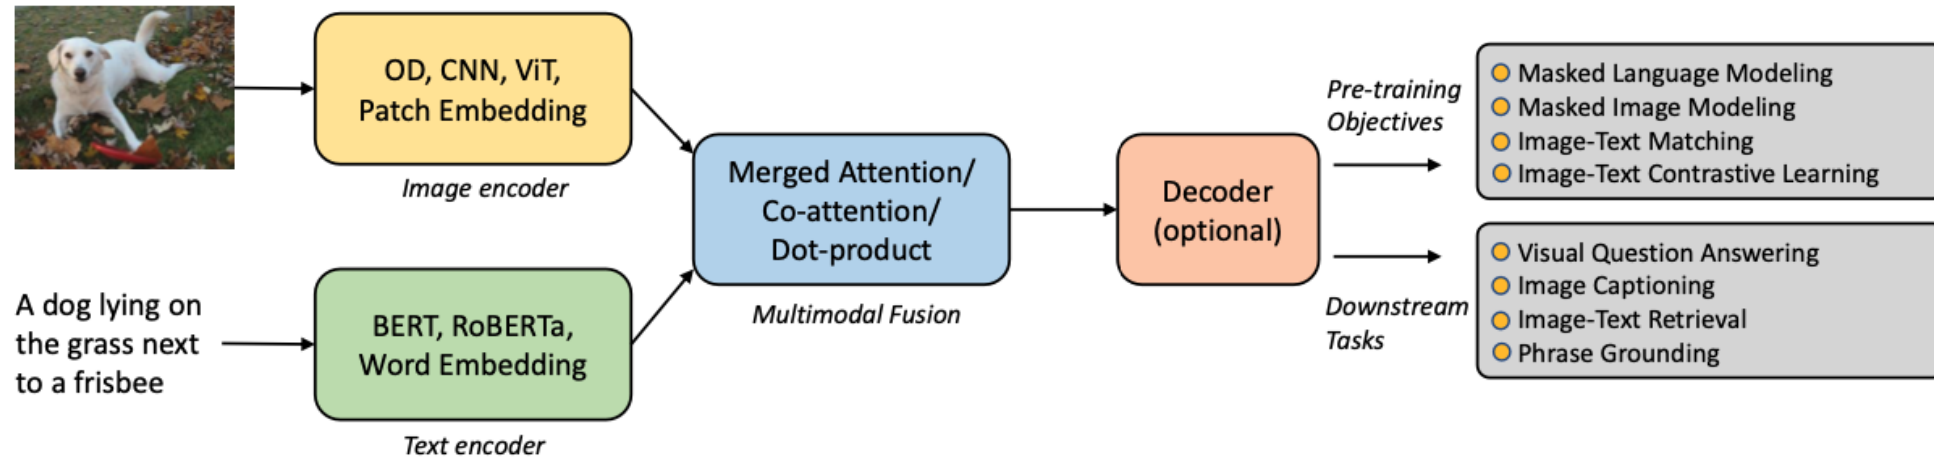 OD, CNN, ViT,
Patch Embedding
Image encoder
A dog lying on
the grass next
to a frisbee
BERT, RoBERTa,
Word Embedding
Text encoder
Merged Attention/
Co-attention/
Dot-product
Multimodal Fusion
Decoder
(optional)
Pre-training
Objectives
Masked Language Modeling
Masked Image Modeling
Image-Text Matching
Image-Text Contrastive Learning
Downstream
Tasks
Visual Question Answering
Image Captioning
Image-Text Retrieval
Phrase Grounding